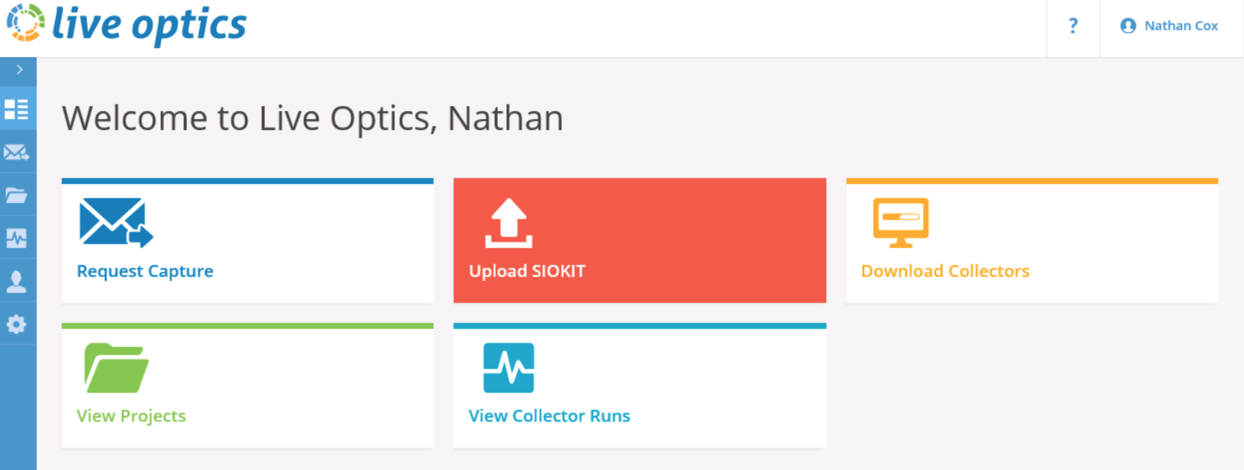 live optics
?
Nathan Cox
Welcome to Live Optics, Nathan
Request Capture
Upload SIOKIT
Download Collectors
View Projects
View Collector Runs